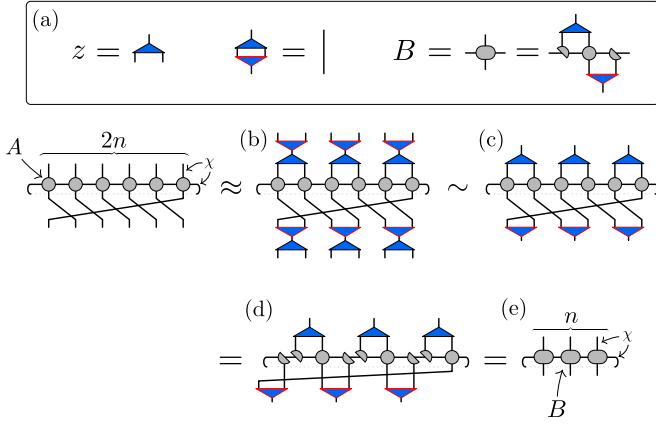 (a)
z = = | B = =
2n
A χ
≈ (b) ∼ (c)
= (d) = (e)
n
χ
B